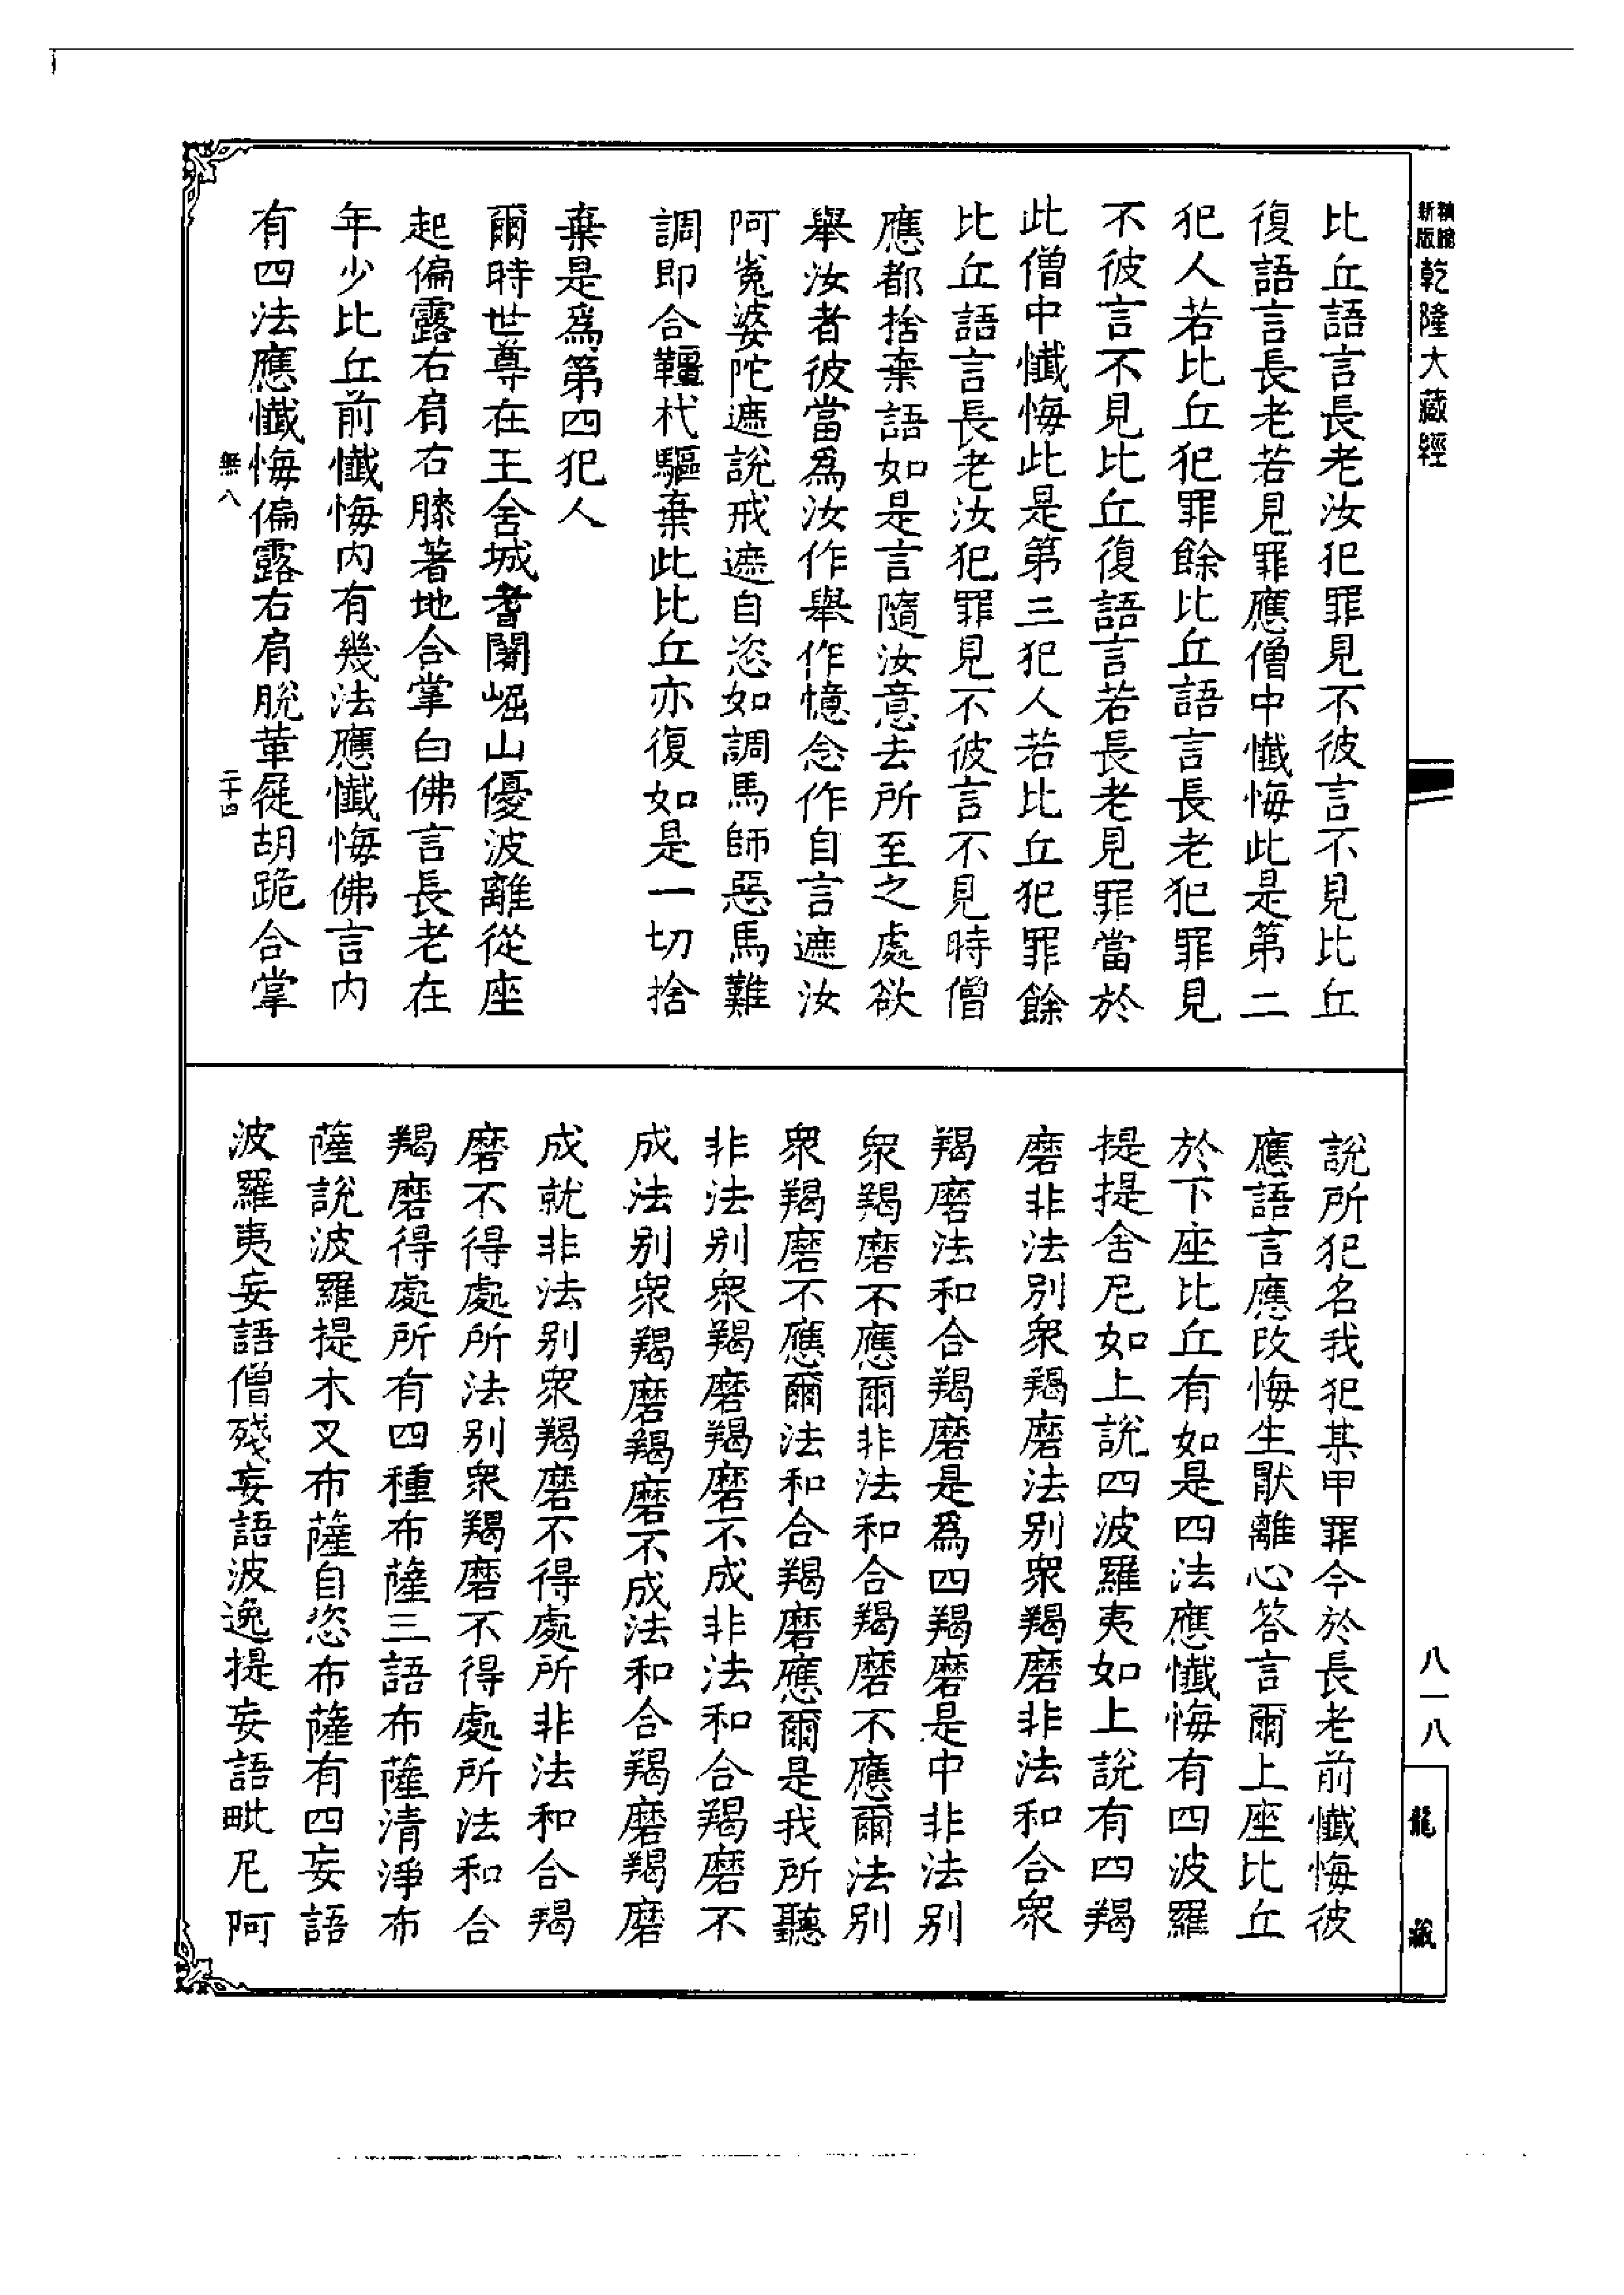 新版
乾隆大藏經
比丘語言長老汝犯罪見不彼言不見比丘
復語言長老若見罪應僧中懺悔此是第二
犯人若比丘犯罪餘比丘語言長老犯罪見
不彼言不見比丘復語言若長老見罪當於
此僧中懺悔此是第三犯人若比丘犯罪餘
比丘語言長老汝犯罪見不彼言不見時僧
應都捨棄語如是言隨汝意去所至之處欲
舉汝者彼當為汝作舉作憶念作自言遮汝
阿㝹婆陀遮說戒遮自恣如調馬師惡馬難
調即合韁杙驅棄此比丘亦復如是一切捨
棄是為第四犯人
爾時世尊在王舍城耆闍崛山優波離從座
起偏露右肩右膝著地合掌白佛言長老在
年少比丘前懺悔內有幾法應懺悔佛言內
有四法應懺悔偏露右肩脫革屣胡跪合掌
無八
二十四
說所犯名我犯某甲罪今於長老前懺悔彼
應語言應改悔生厭離心答言爾上座比丘
於下座比丘有如是四法應懺悔有四波羅
提提舍尼如上說四波羅夷如上說有四羯
磨非法別衆羯磨法別衆羯磨非法和合衆
羯磨法和合羯磨是為四羯磨是中非法別
衆羯磨不應爾非法和合羯磨不應爾法別
衆羯磨不應爾法和合羯磨應爾是我所聽
非法別衆羯磨羯磨不成非法和合羯磨不
成法別衆羯磨羯磨不成法和合羯磨羯磨
成就非法別衆羯磨不得處所非法和合羯
磨不得處所法別衆羯磨不得處所法和合
羯磨得處所有四種布薩三語布薩清淨布
薩說波羅提木叉布薩自恣布薩有四妄語
波羅夷妄語僧殘妄語波逸提妄語毗尼阿
八一八
龍藏